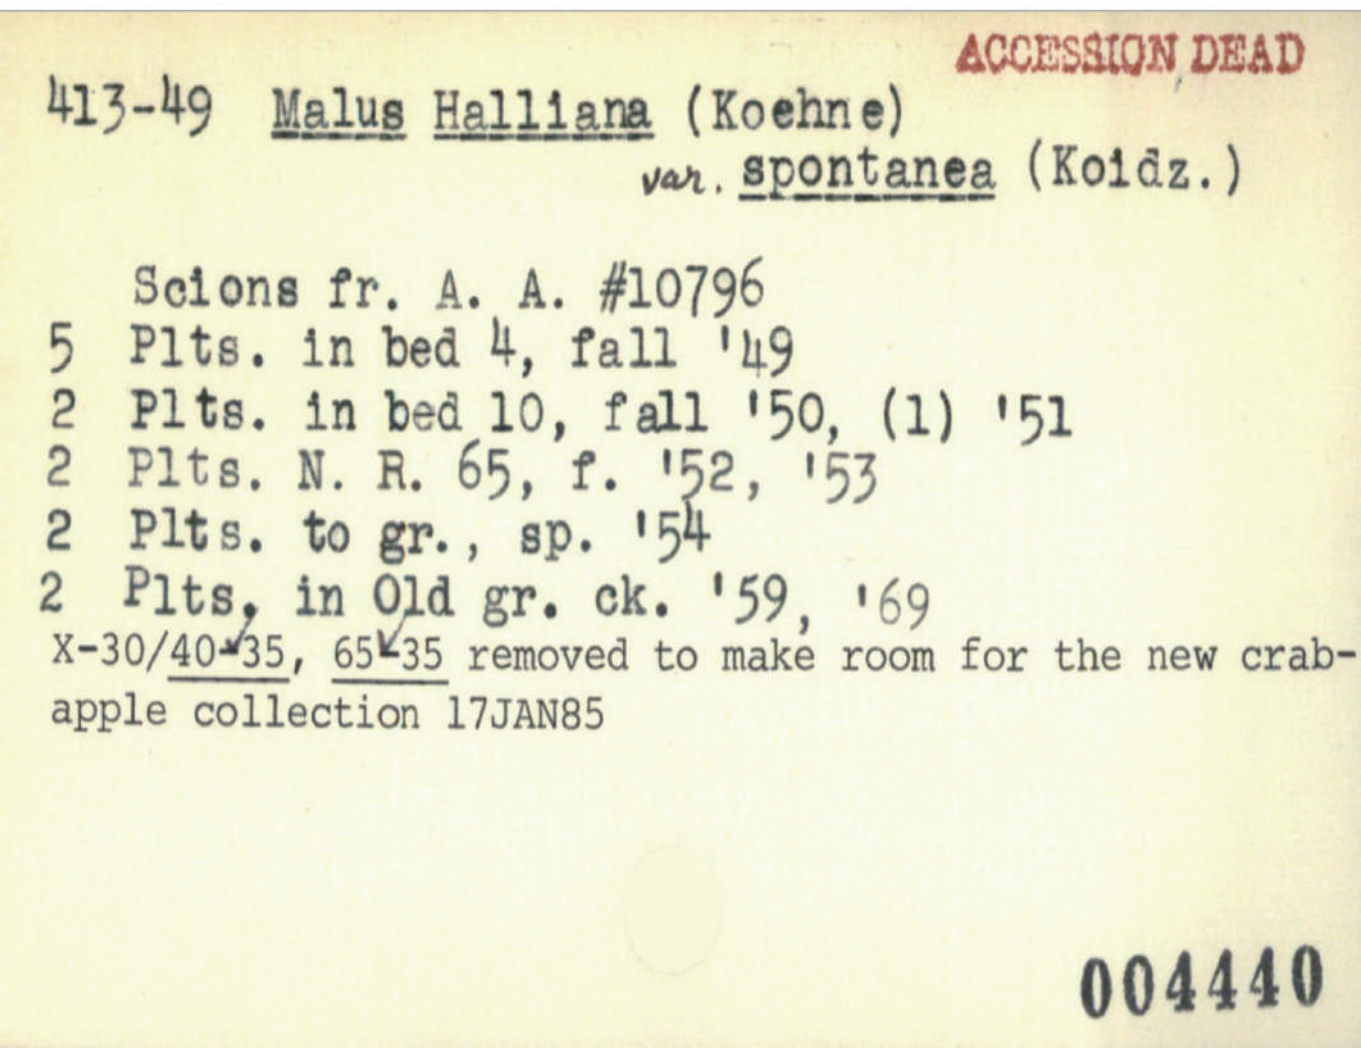 ACCESSION DEAD
413-49 Malus Halliana (Koehne)
var. spontanea (Koidz.)
Scions fr. A. A. #10796
5 Plts. in bed 4, fall '49
2 Plts. in bed 10, fall '50, (1) '51
2 Plts. N. R. 65, f. '52, '53
2 Plts. to gr., sp. '54
2 Plts. in Old gr. ck. '59, '69
X-30/40-35, 65-35 removed to make room for the new crab-
apple collection 17JAN85
004440